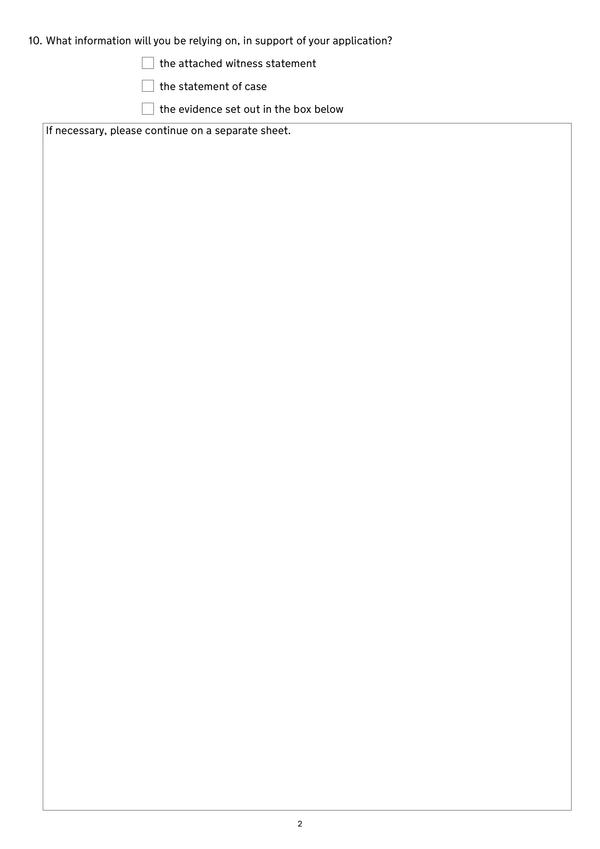 10. What information will you be relying on, in support of your application?
the attached witness statement
the statement of case
the evidence set out in the box below
If necessary, please continue on a separate sheet.
2